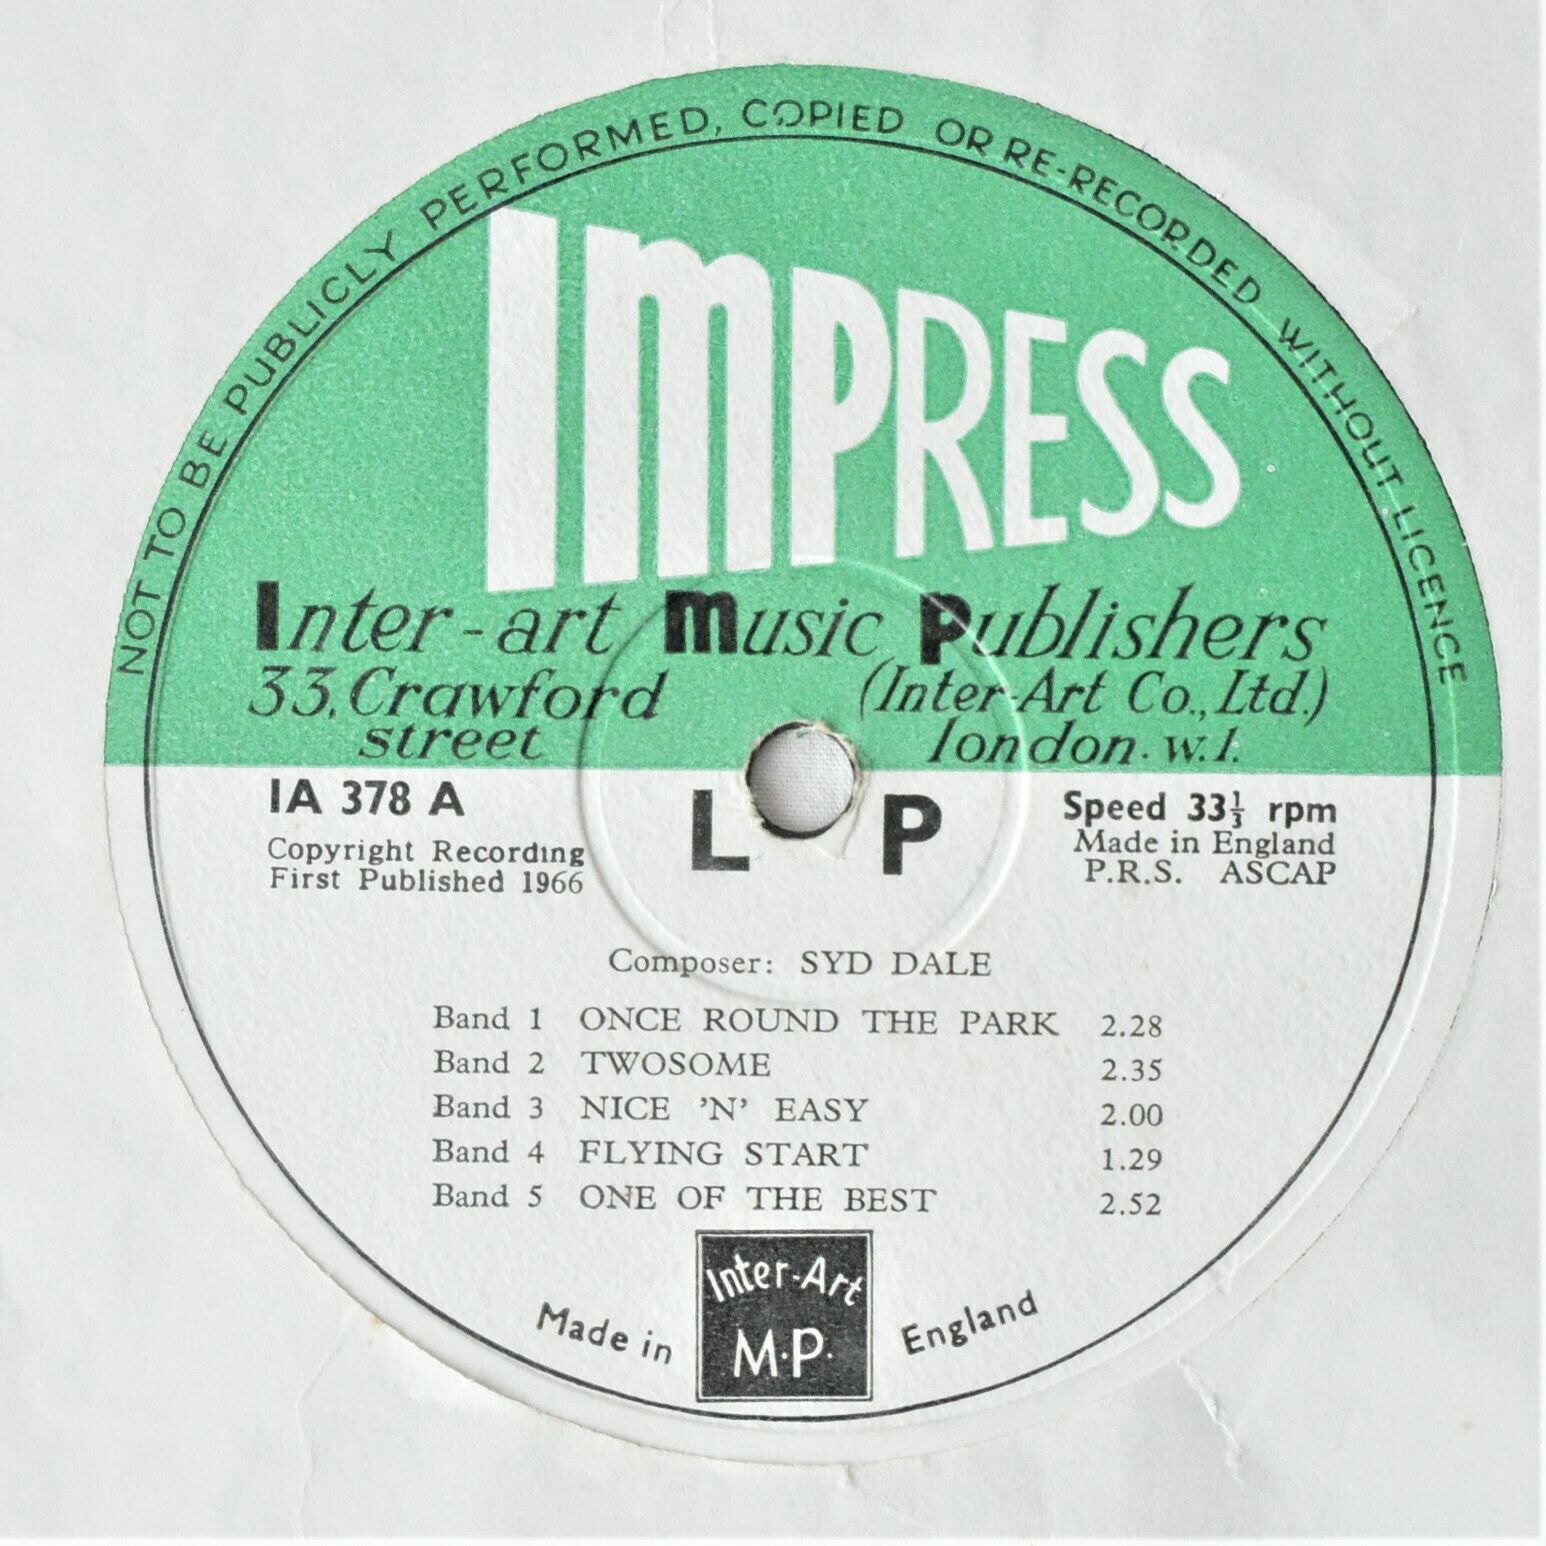 NOT TO BE PUBLICLY PERFORMED, COPIED OR RE-RECORDED WITHOUT LICENCE
IMPRESS
Inter-art Music Publishers
33, Crawford street
(Inter-Art Co., Ltd.)
london. w.1.
IA 378 A
Copyright Recording
First Published 1966
L P
Speed 33⅓ rpm
Made in England
P.R.S. ASCAP
Composer: SYD DALE
Band 1 ONCE ROUND THE PARK 2.28
Band 2 TWOSOME 2.35
Band 3 NICE 'N' EASY 2.00
Band 4 FLYING START 1.29
Band 5 ONE OF THE BEST 2.52
Inter-Art
M.P.
Made in England